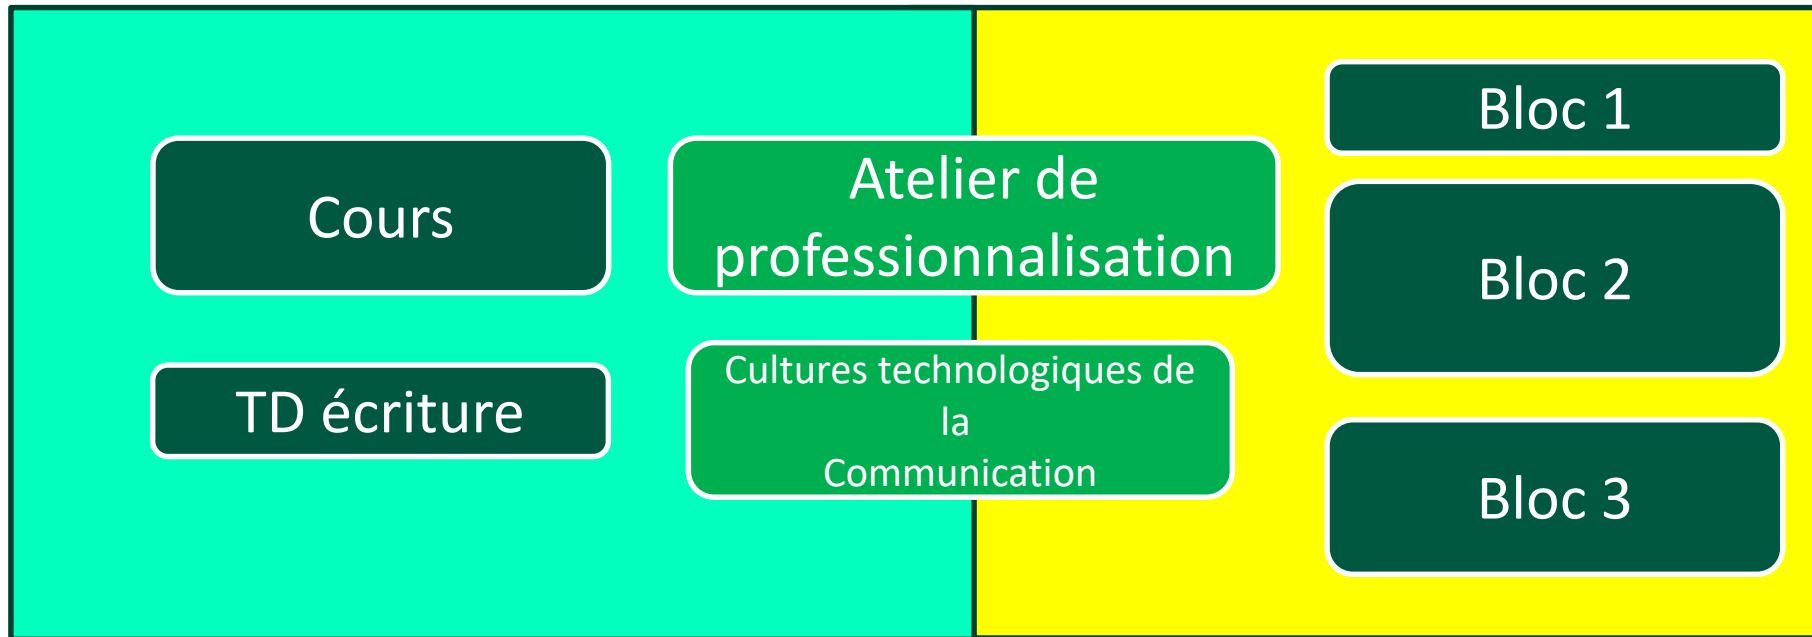 Cours
TD écriture
Atelier de
professionnalisation
Cultures technologiques de
la
Communication
Bloc 1
Bloc 2
Bloc 3